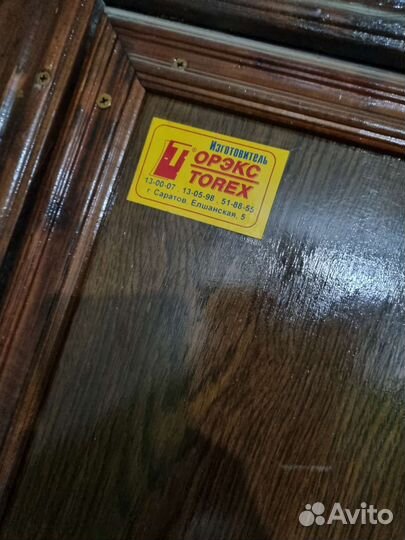 Изготовитель
T® ОРЭКС
TOREX
13-00-07 , 13-05-98 , 51-88-55
г. Саратов, Елшанская, 5
Avito